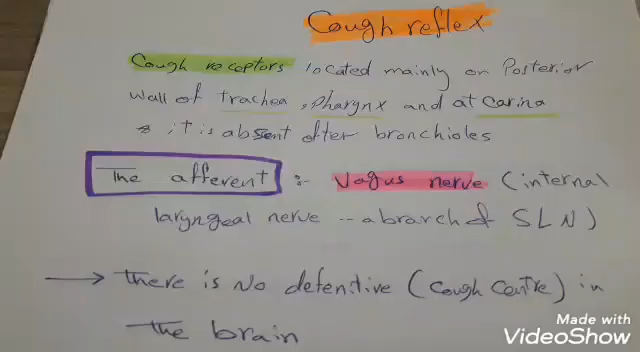 Cough reflex
Cough receptors located mainly on Posterior
wall of trachea, pharynx and at Carina
it is absent after bronchioles
The afferent :- Vagus nerve (internal
laryngeal nerve -- a branch of SLN)
→ There is No defenitive (Cough Centre) in
The brain
Made with
VideoShow